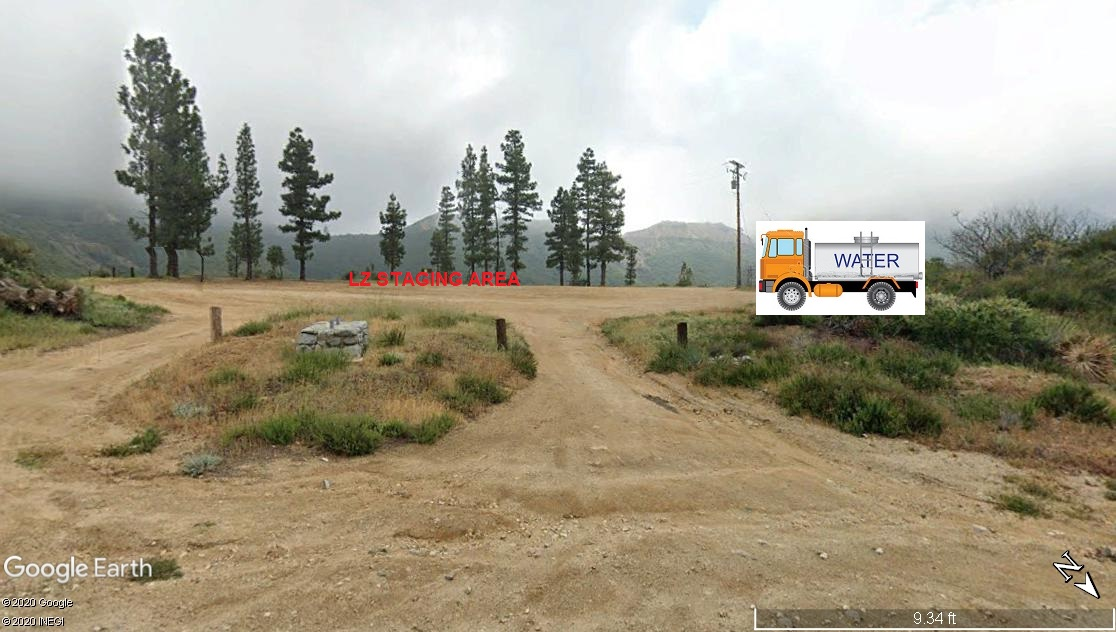 LZ STAGING AREA
WATER
Google Earth
©2020 Google
©2020 INEGI
N
9.34 ft